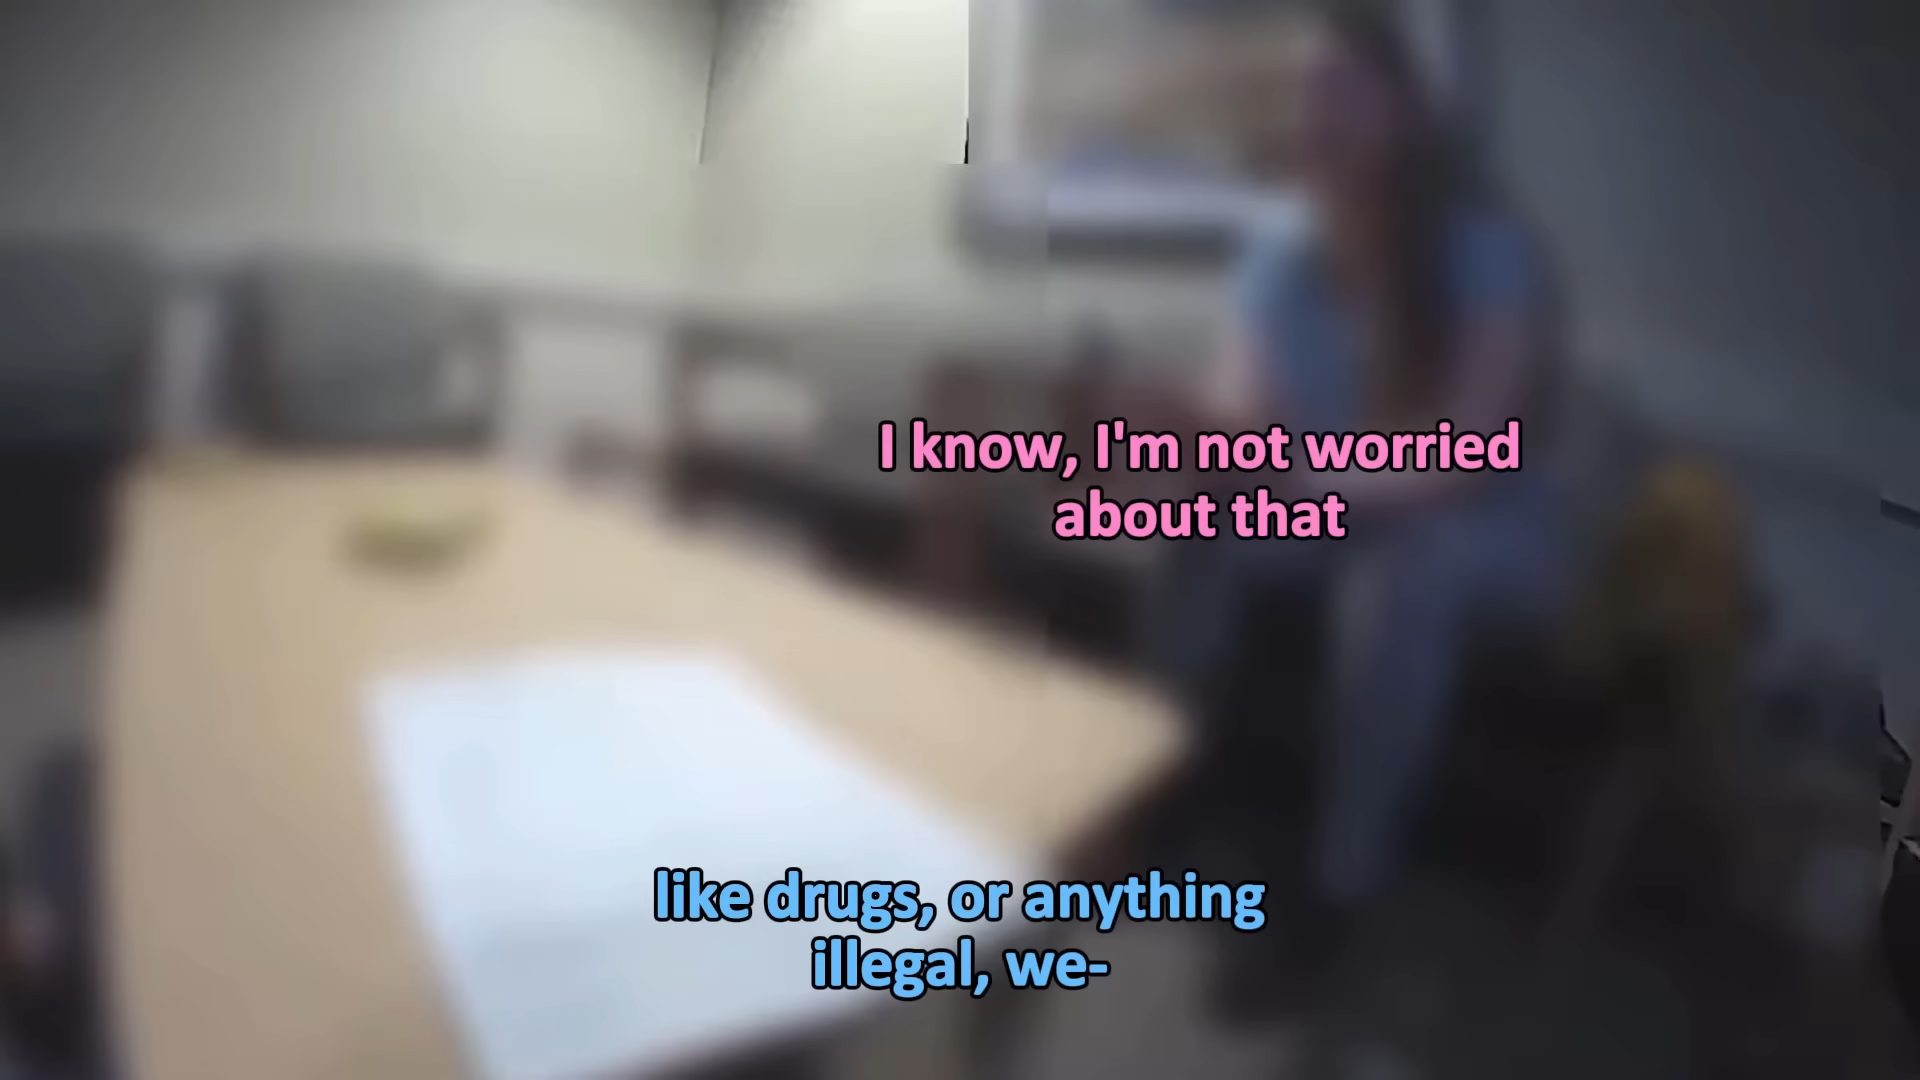 I know, I'm not worried
about that
like drugs, or anything
illegal, we-